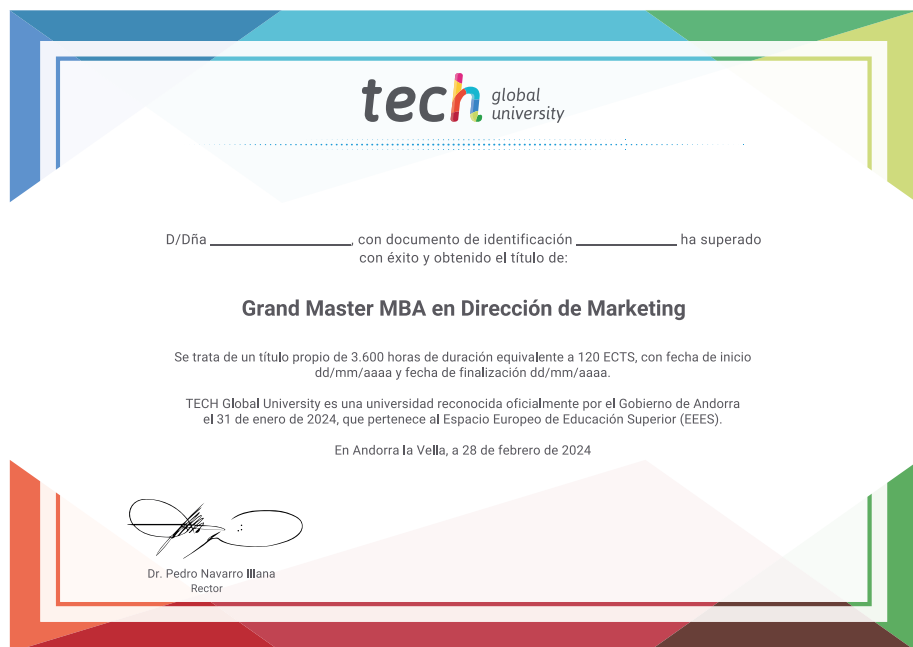 tech global
university
D/Dña ________________, con documento de identificación ____________ ha superado
con éxito y obtenido el título de:
Grand Master MBA en Dirección de Marketing
Se trata de un título propio de 3.600 horas de duración equivalente a 120 ECTS, con fecha de inicio
dd/mm/aaaa y fecha de finalización dd/mm/aaaa.
TECH Global University es una universidad reconocida oficialmente por el Gobierno de Andorra
el 31 de enero de 2024, que pertenece al Espacio Europeo de Educación Superior (EEES).
En Andorra la Vella, a 28 de febrero de 2024
Dr. Pedro Navarro Illana
Rector